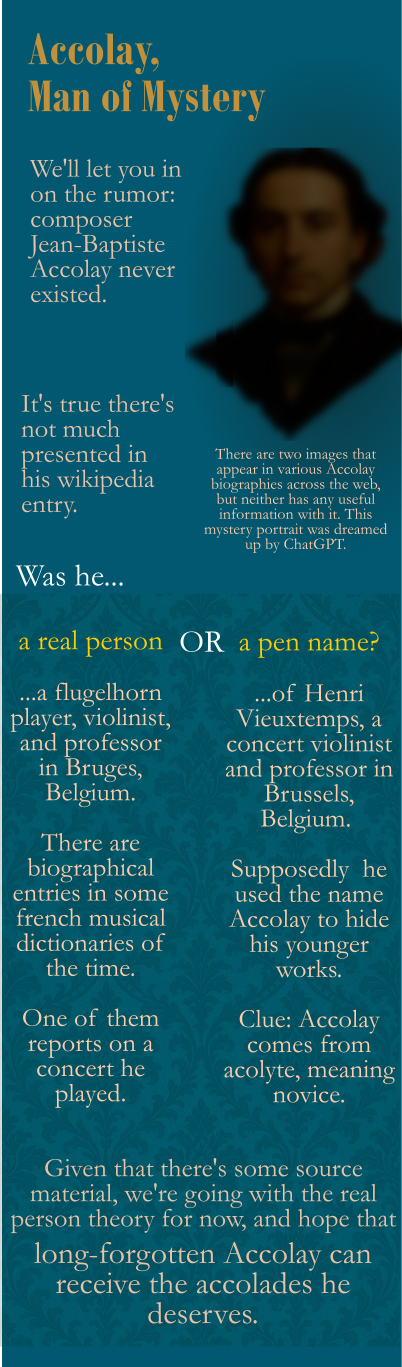 Accolay,
Man of Mystery
We'll let you in
on the rumor:
composer
Jean-Baptiste
Accolay never
existed.
It's true there's
not much
presented in
his wikipedia
entry.
There are two images that
appear in various Accolay
biographies across the web,
but neither has any useful
information with it. This
mystery portrait was dreamed
up by ChatGPT.
Was he...
a real person OR a pen name?
...a flugelhorn
player, violinist,
and professor
in Bruges,
Belgium.
There are
biographical
entries in some
french musical
dictionaries of
the time.
One of them
reports on a
concert he
played.
...of Henri
Vieuxtemps, a
concert violinist
and professor in
Brussels,
Belgium.
Supposedly he
used the name
Accolay to hide
his younger
works.
Clue: Accolay
comes from
acolyte, meaning
novice.
Given that there's some source
material, we're going with the real
person theory for now, and hope that
long-forgotten Accolay can
receive the accolades he
deserves.